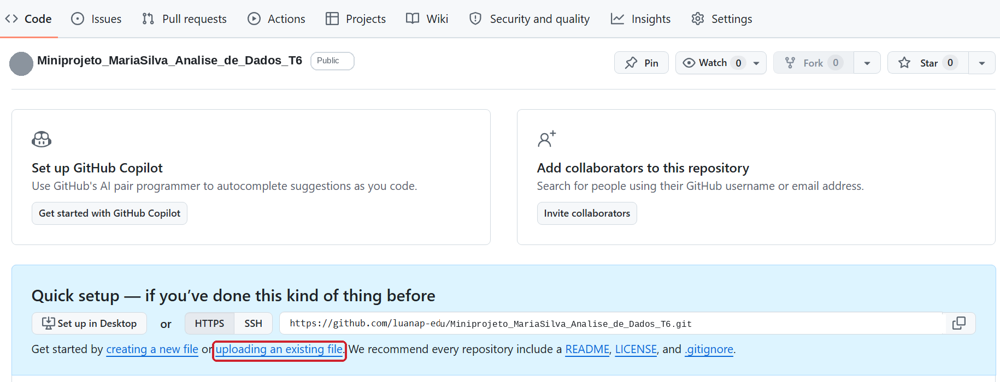 Code Issues Pull requests Actions Projects Wiki Security and quality Insights Settings
Miniprojeto_MariaSilva_Analise_de_Dados_T6 Public Pin Watch 0 Fork 0 Star 0
Set up GitHub Copilot
Use GitHub's AI pair programmer to autocomplete suggestions as you code.
Get started with GitHub Copilot
Add collaborators to this repository
Search for people using their GitHub username or email address.
Invite collaborators
Quick setup — if you’ve done this kind of thing before
Set up in Desktop or HTTPS SSH https://github.com/luanap-edu/Miniprojeto_MariaSilva_Analise_de_Dados_T6.git
Get started by creating a new file or uploading an existing file. We recommend every repository include a README, LICENSE, and .gitignore.